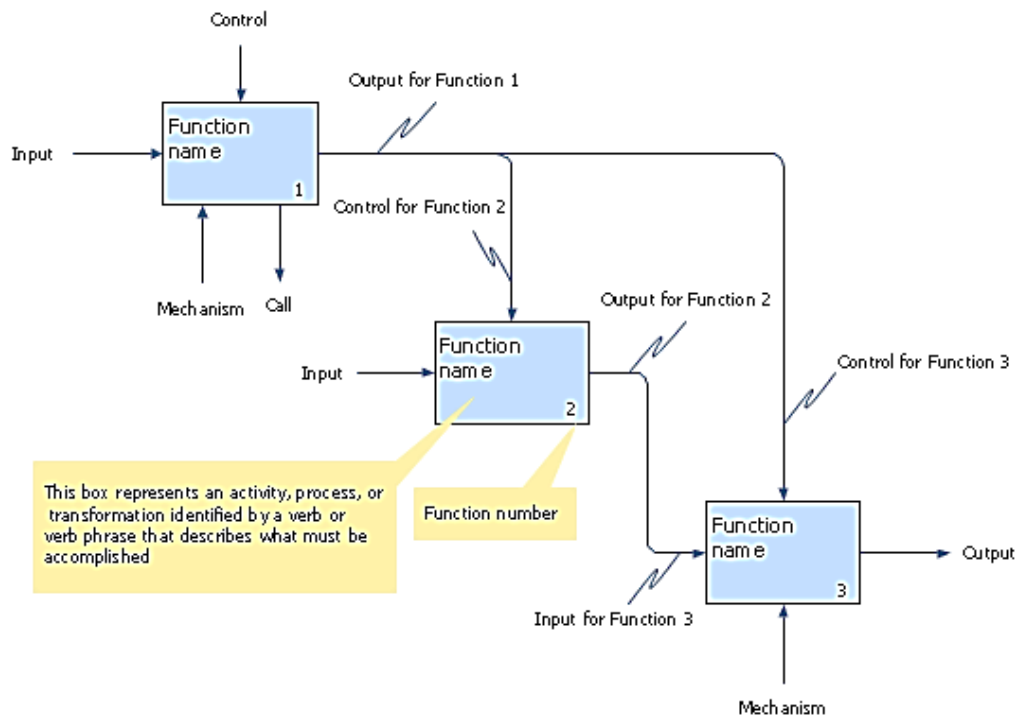 Control
Output for Function 1
Function
name
1
Input
Control for Function 2
Mechanism
Call
Output for Function 2
Function
name
2
Input
Control for Function 3
This box represents an activity, process, or
transformation identified by a verb or
verb phrase that describes what must be
accomplished
Function number
Function
name
3
Output
Input for Function 3
Mechanism